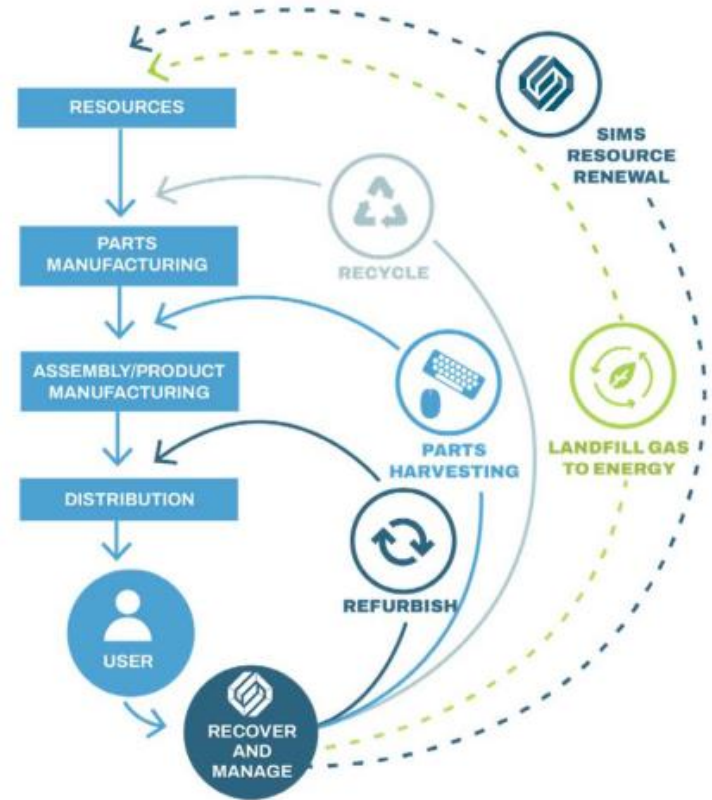 RESOURCES
SIMS
RESOURCE
RENEWAL
PARTS
MANUFACTURING
RECYCLE
ASSEMBLY/PRODUCT
MANUFACTURING
PARTS
HARVESTING
LANDFILL GAS
TO ENERGY
DISTRIBUTION
REFURBISH
USER
RECOVER
AND
MANAGE